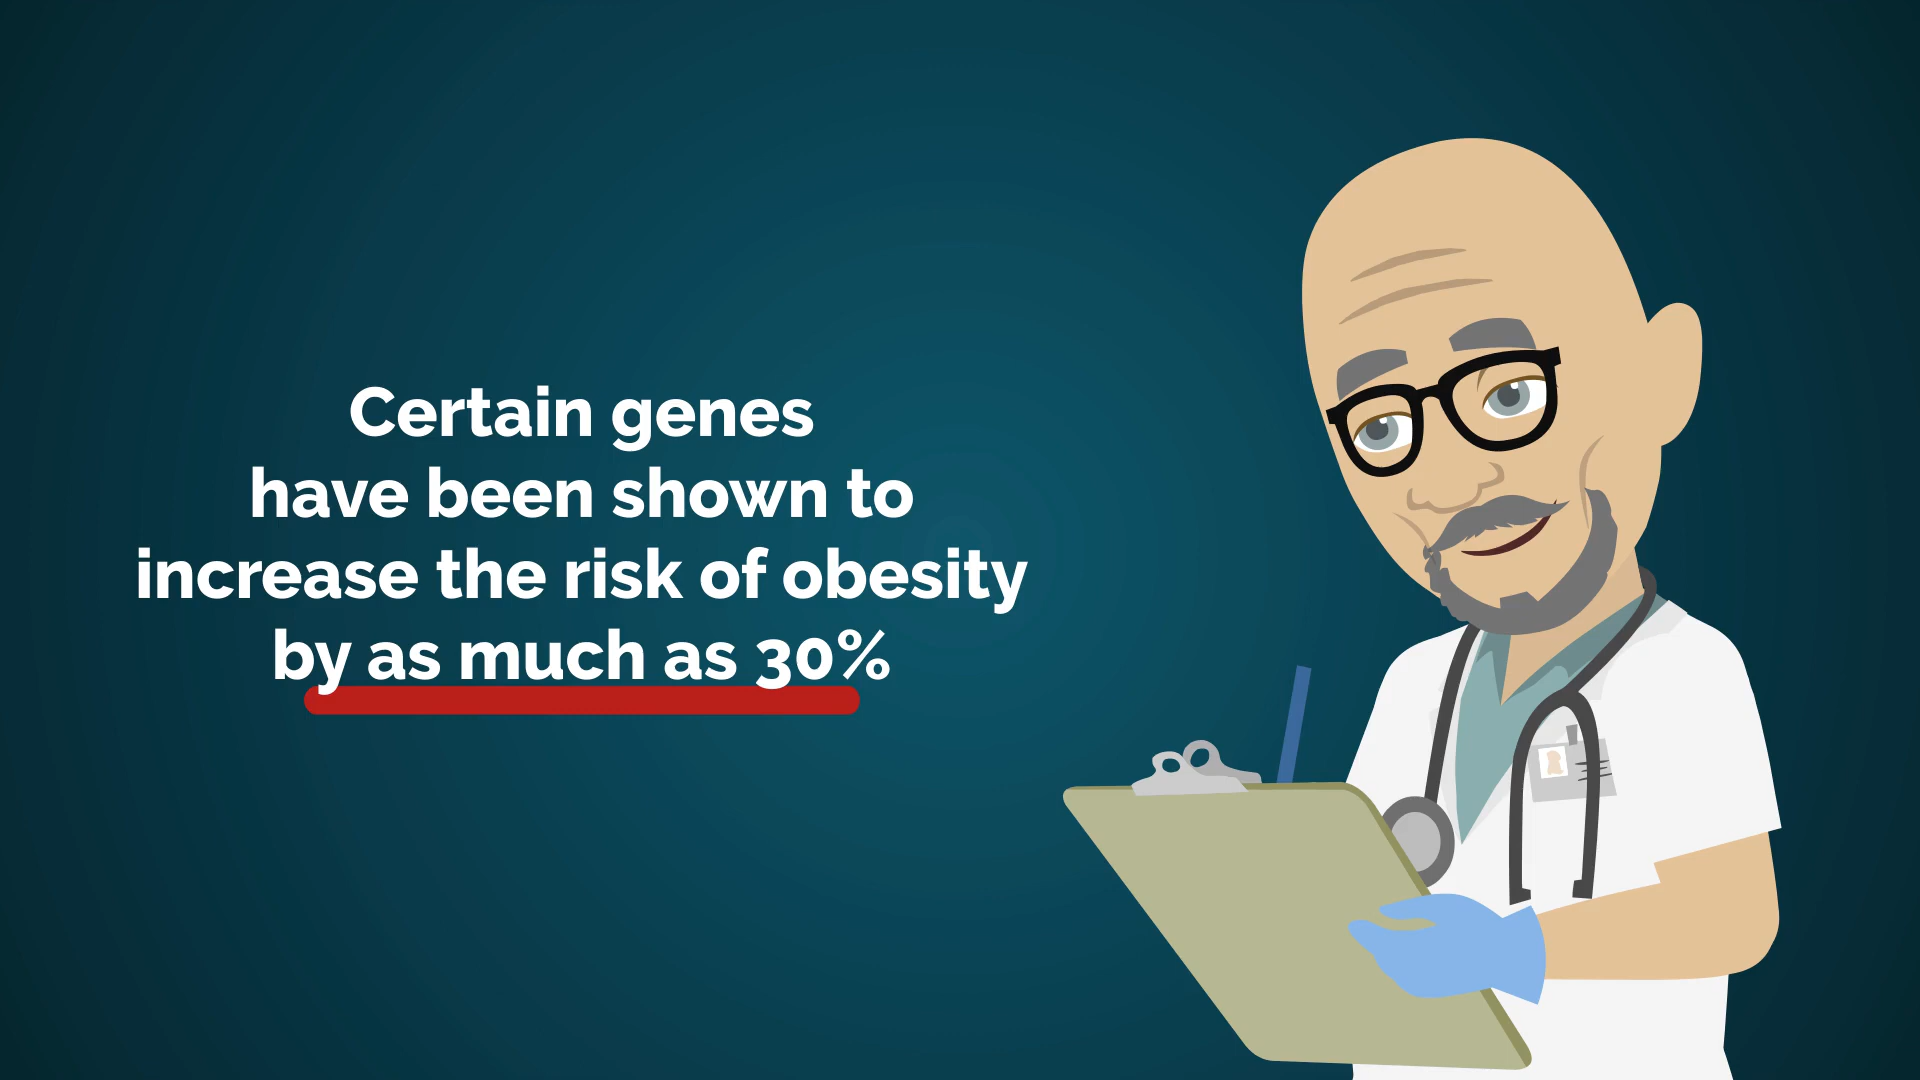 Certain genes
have been shown to
increase the risk of obesity
by as much as 30%